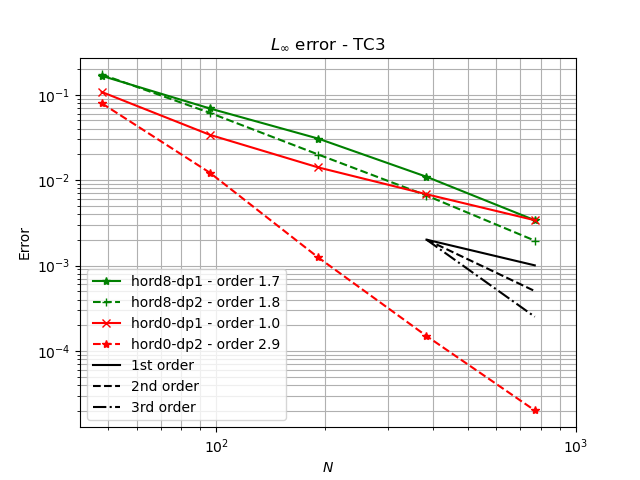 L∞ error - TC3
Error
10⁻¹
10⁻²
10⁻³
10⁻⁴
hord8-dp1 - order 1.7
hord8-dp2 - order 1.8
hord0-dp1 - order 1.0
hord0-dp2 - order 2.9
1st order
2nd order
3rd order
10²
10³
N